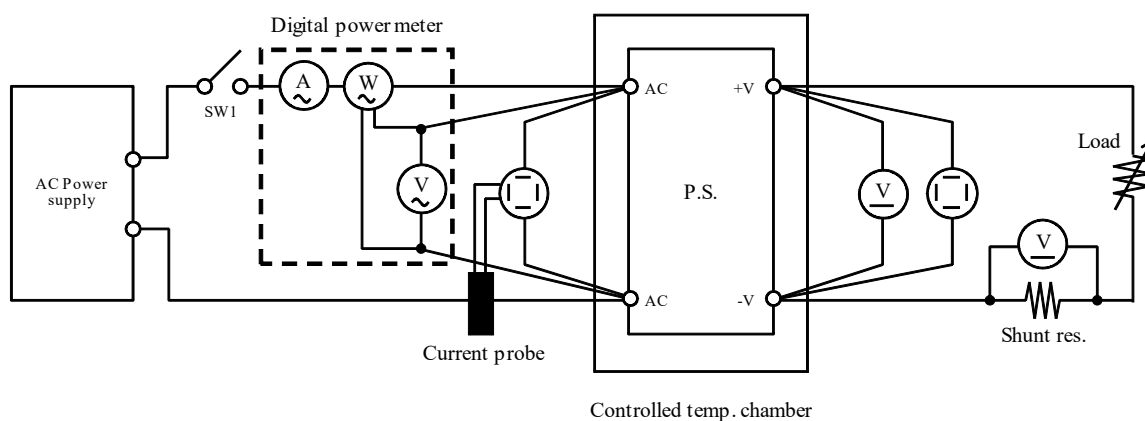 Digital power meter
A
W
SW1
AC
+V
AC Power
supply
V
P.S.
V
Load
V
AC
-V
Current probe
Shunt res.
Controlled temp. chamber